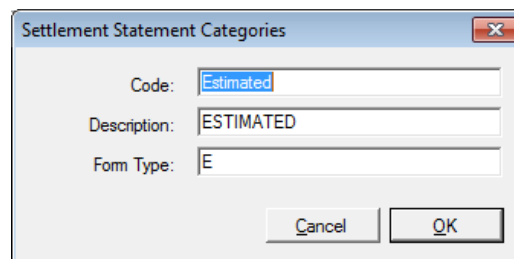 Settlement Statement Categories
Code: Estimated
Description: ESTIMATED
Form Type: E
Cancel OK